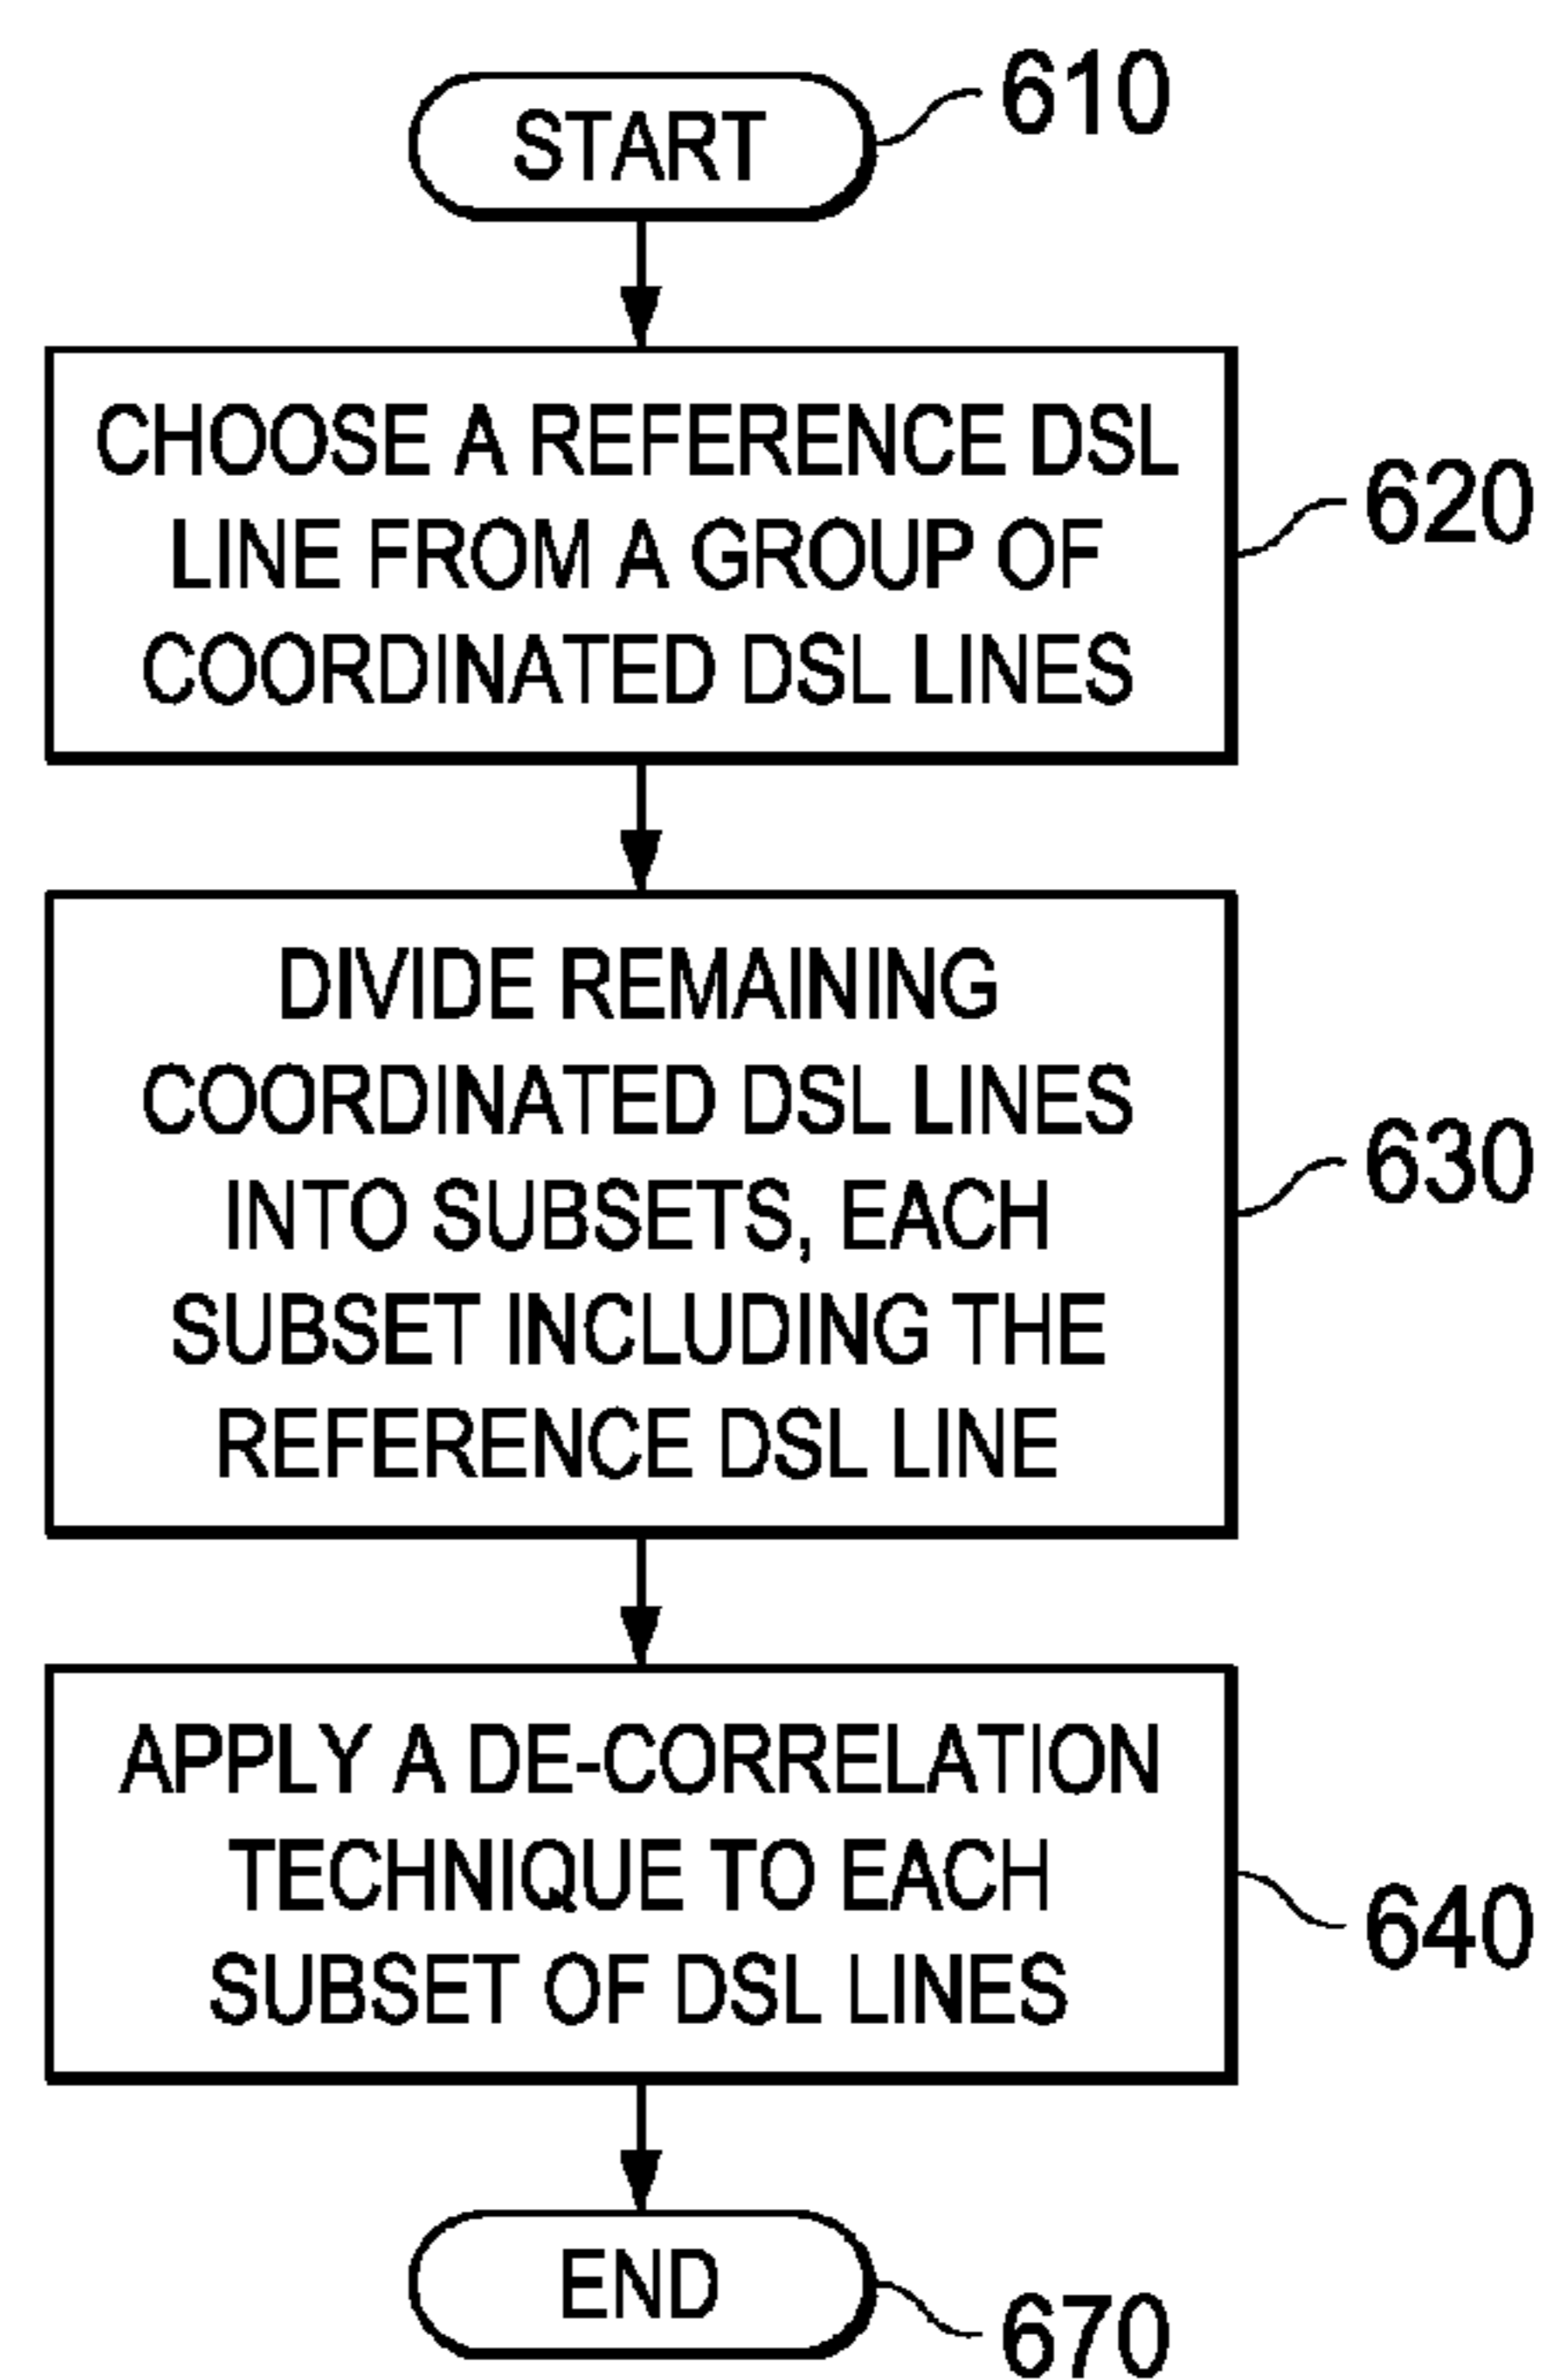 START
610
CHOOSE A REFERENCE DSL
LINE FROM A GROUP OF
COORDINATED DSL LINES
620
DIVIDE REMAINING
COORDINATED DSL LINES
INTO SUBSETS, EACH
SUBSET INCLUDING THE
REFERENCE DSL LINE
630
APPLY A DE-CORRELATION
TECHNIQUE TO EACH
SUBSET OF DSL LINES
640
END
670